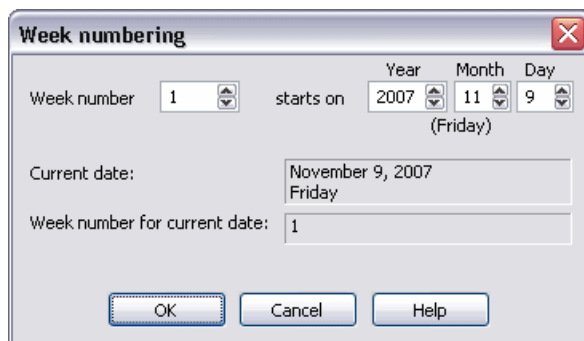 Week numbering
Year Month Day
Week number 1 starts on 2007 11 9
(Friday)
Current date: November 9, 2007
Friday
Week number for current date: 1
OK Cancel Help